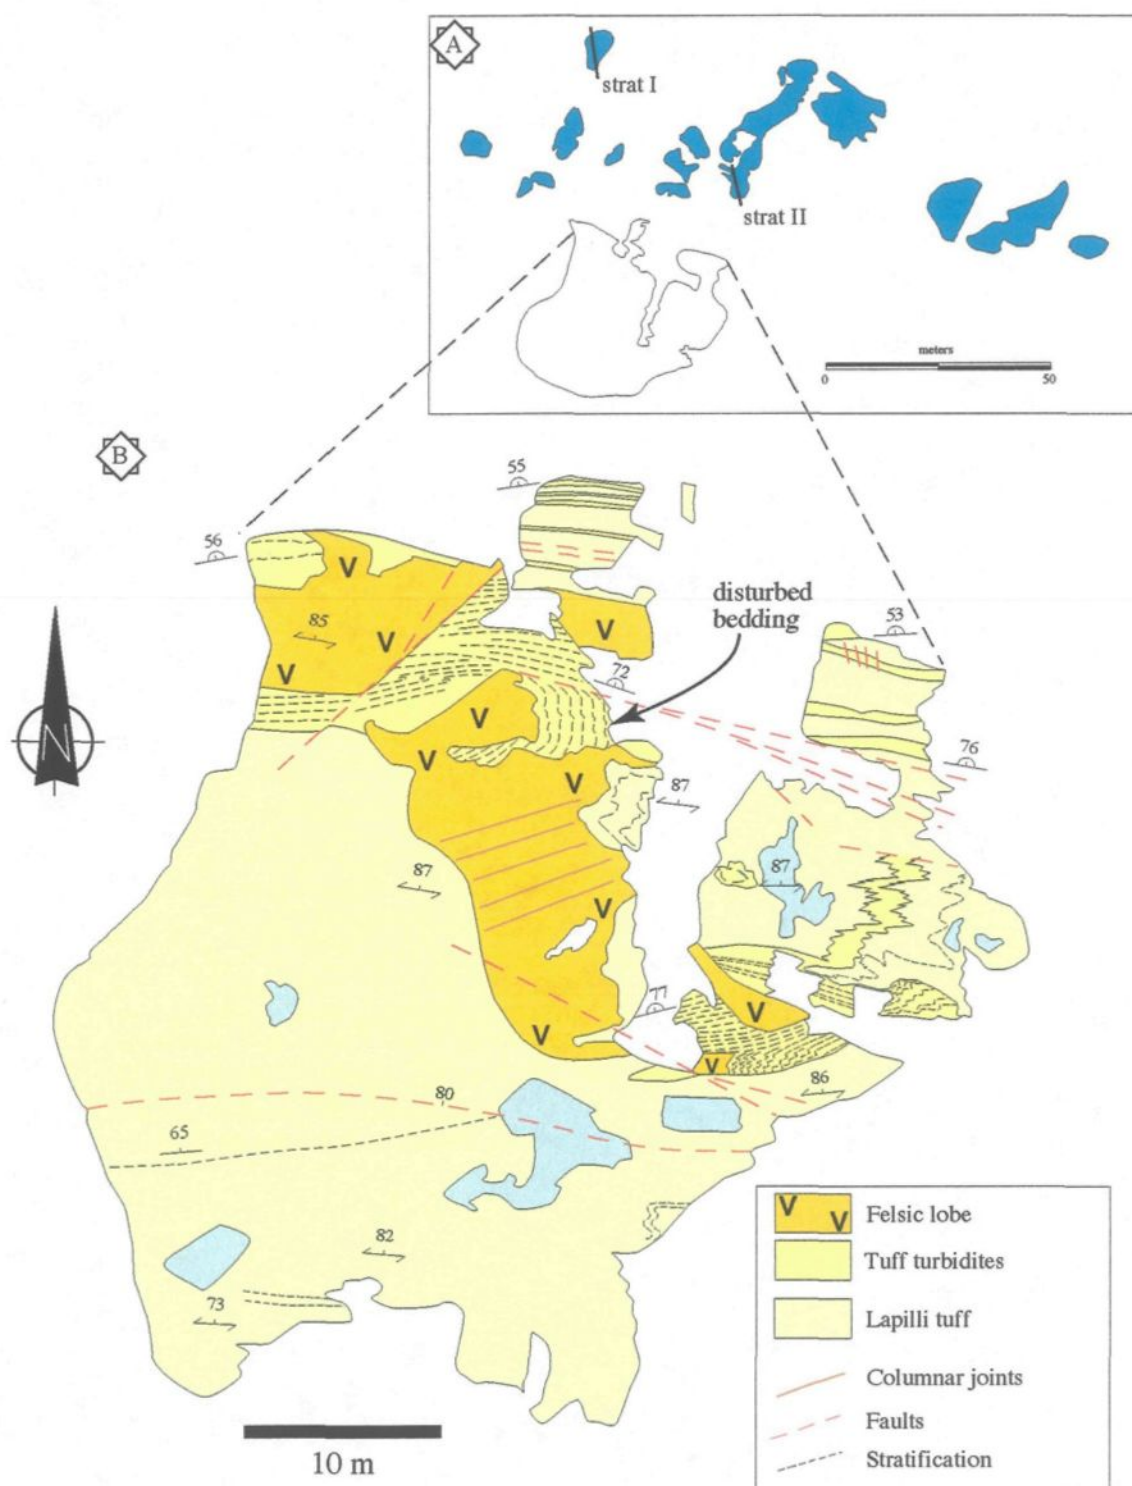 A
strat I
strat II
meters
0
50
B
55
56
disturbed
bedding
53
85
V
V
V
V
72
V
76
V
V
87
87
87
V
N
V
77
V
V
80
86
65
82
73
V
V
Felsic lobe
Tuff turbidites
Lapilli tuff
Columnar joints
Faults
Stratification
10 m